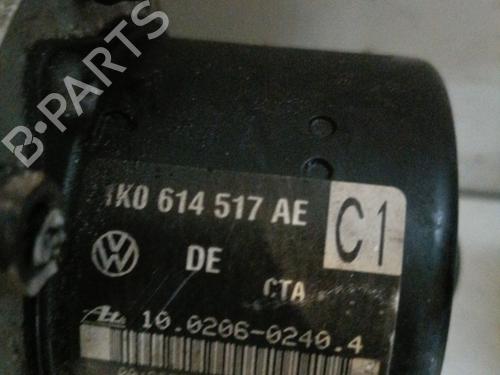 B-PARTS
1K0 614 517 AE
C1
DE
CTA
10.0206-0240.4